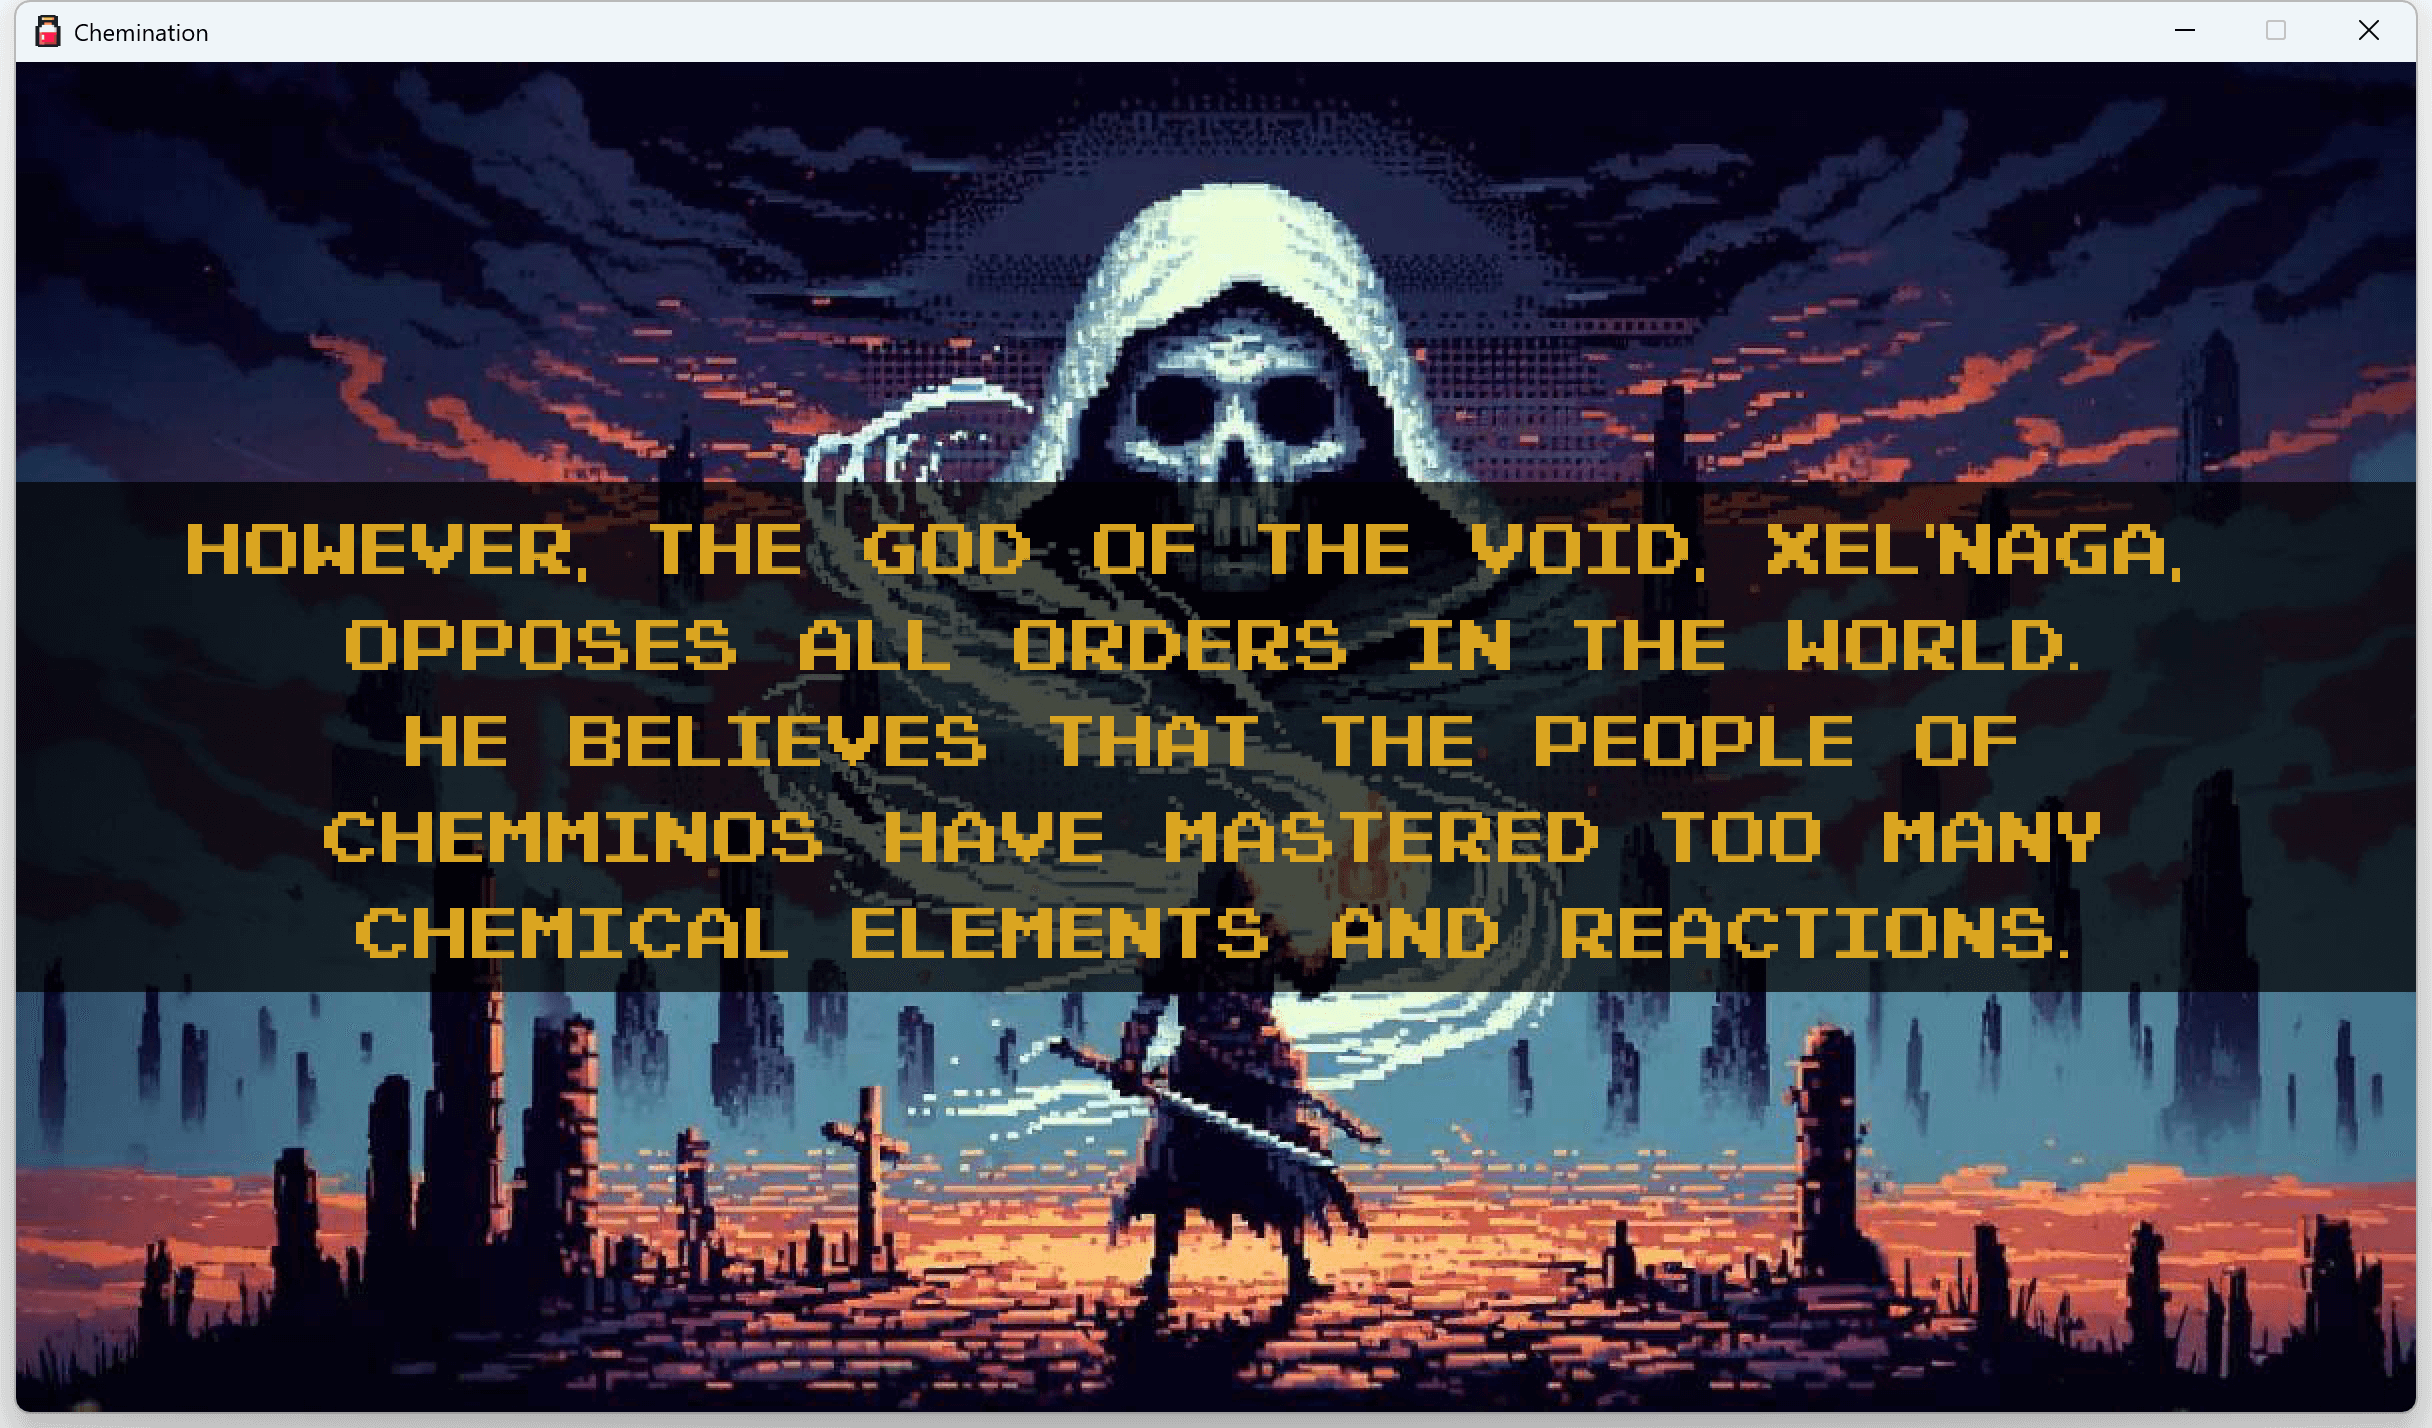 Chemination
HOWEVER, THE GOD OF THE VOID, XEL'NAGA,
OPPOSES ALL ORDERS IN THE WORLD.
HE BELIEVES THAT THE PEOPLE OF
CHEMMINOS HAVE MASTERED TOO MANY
CHEMICAL ELEMENTS AND REACTIONS.